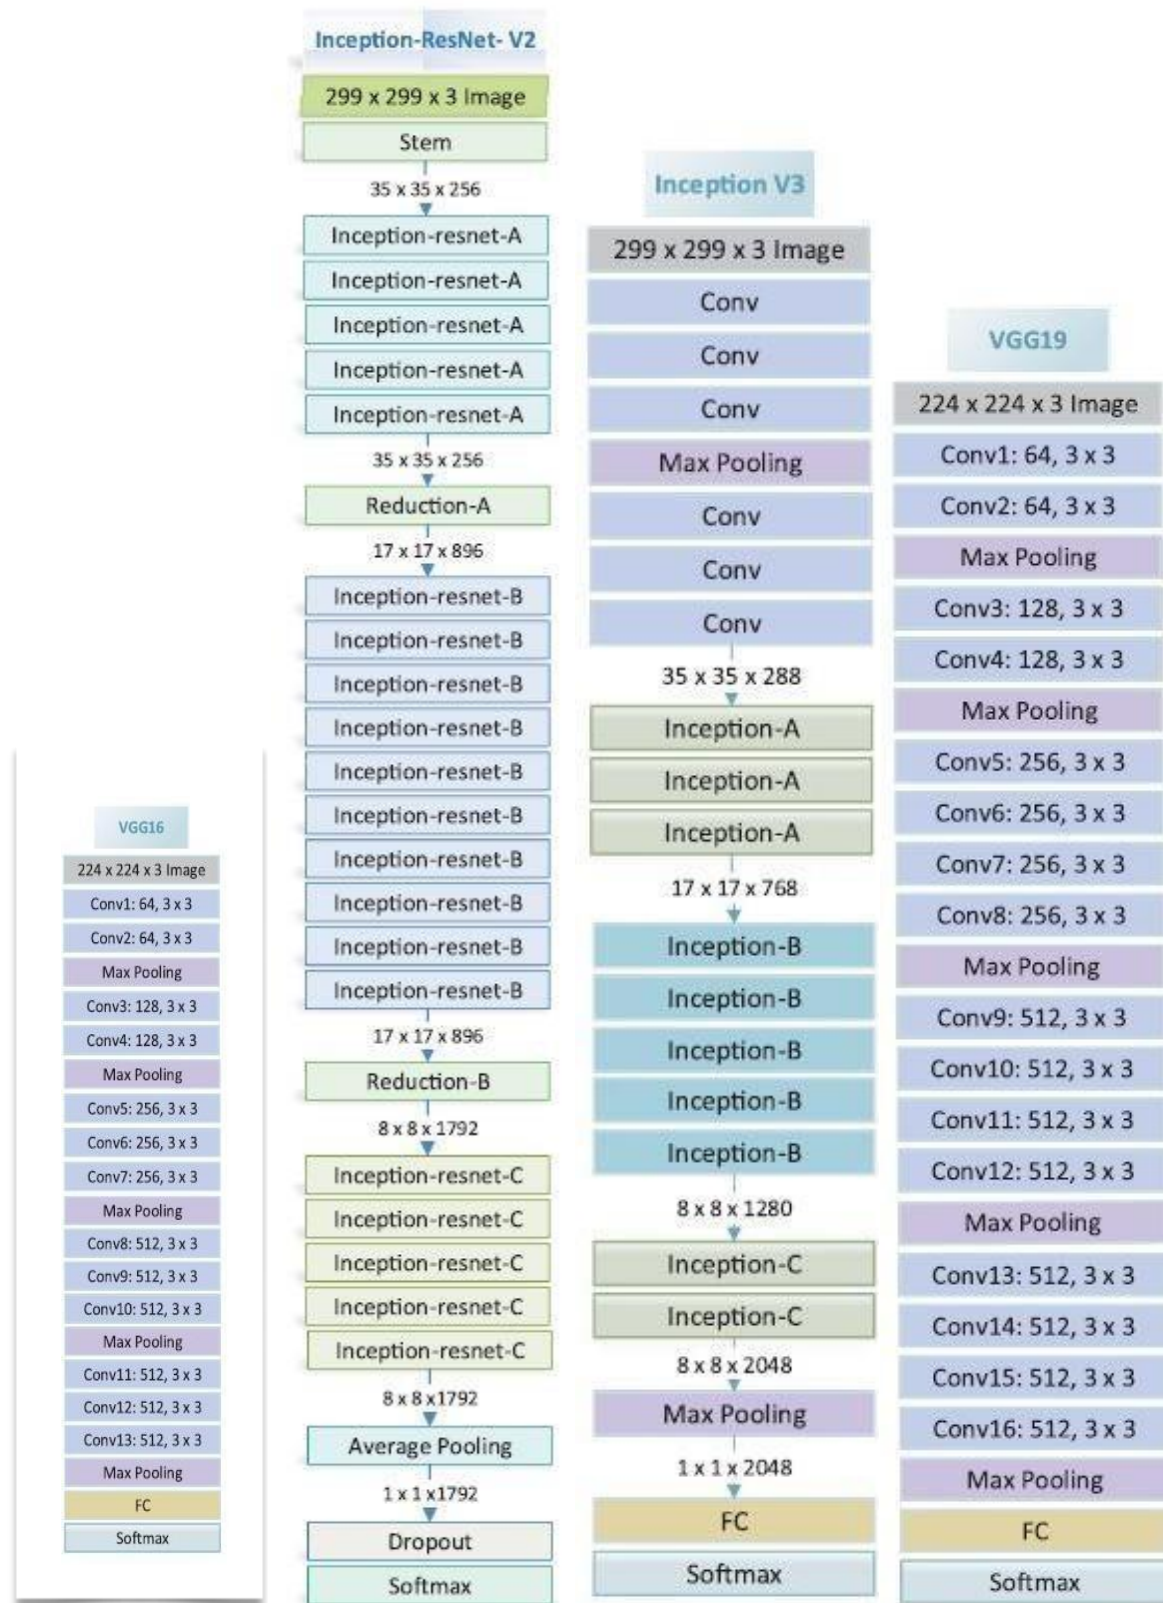 Inception-ResNet- V2
299 x 299 x 3 Image
Stem
35 x 35 x 256
Inception-resnet-A
Inception-resnet-A
Inception-resnet-A
Inception-resnet-A
Inception-resnet-A
35 x 35 x 256
Reduction-A
17 x 17 x 896
Inception-resnet-B
Inception-resnet-B
Inception-resnet-B
Inception-resnet-B
Inception-resnet-B
Inception-resnet-B
Inception-resnet-B
Inception-resnet-B
Inception-resnet-B
Inception-resnet-B
17 x 17 x 896
Reduction-B
8 x 8 x 1792
Inception-resnet-C
Inception-resnet-C
Inception-resnet-C
Inception-resnet-C
Inception-resnet-C
8 x 8 x1792
Average Pooling
1 x 1 x1792
Dropout
Softmax
Inception V3
299 x 299 x 3 Image
Conv
Conv
Conv
Max Pooling
Conv
Conv
Conv
35 x 35 x 288
Inception-A
Inception-A
Inception-A
17 x 17 x 768
Inception-B
Inception-B
Inception-B
Inception-B
Inception-B
8 x 8 x 1280
Inception-C
Inception-C
8 x 8 x 2048
Max Pooling
1 x 1 x 2048
FC
Softmax
VGG19
224 x 224 x 3 Image
Conv1: 64, 3 x 3
Conv2: 64, 3 x 3
Max Pooling
Conv3: 128, 3 x 3
Conv4: 128, 3 x 3
Max Pooling
Conv5: 256, 3 x 3
Conv6: 256, 3 x 3
Conv7: 256, 3 x 3
Conv8: 256, 3 x 3
Max Pooling
Conv9: 512, 3 x 3
Conv10: 512, 3 x 3
Conv11: 512, 3 x 3
Conv12: 512, 3 x 3
Max Pooling
Conv13: 512, 3 x 3
Conv14: 512, 3 x 3
Conv15: 512, 3 x 3
Conv16: 512, 3 x 3
Max Pooling
FC
Softmax
VGG16
224 x 224 x 3 Image
Conv1: 64, 3 x 3
Conv2: 64, 3 x 3
Max Pooling
Conv3: 128, 3 x 3
Conv4: 128, 3 x 3
Max Pooling
Conv5: 256, 3 x 3
Conv6: 256, 3 x 3
Conv7: 256, 3 x 3
Max Pooling
Conv8: 512, 3 x 3
Conv9: 512, 3 x 3
Conv10: 512, 3 x 3
Max Pooling
Conv11: 512, 3 x 3
Conv12: 512, 3 x 3
Conv13: 512, 3 x 3
Max Pooling
FC
Softmax